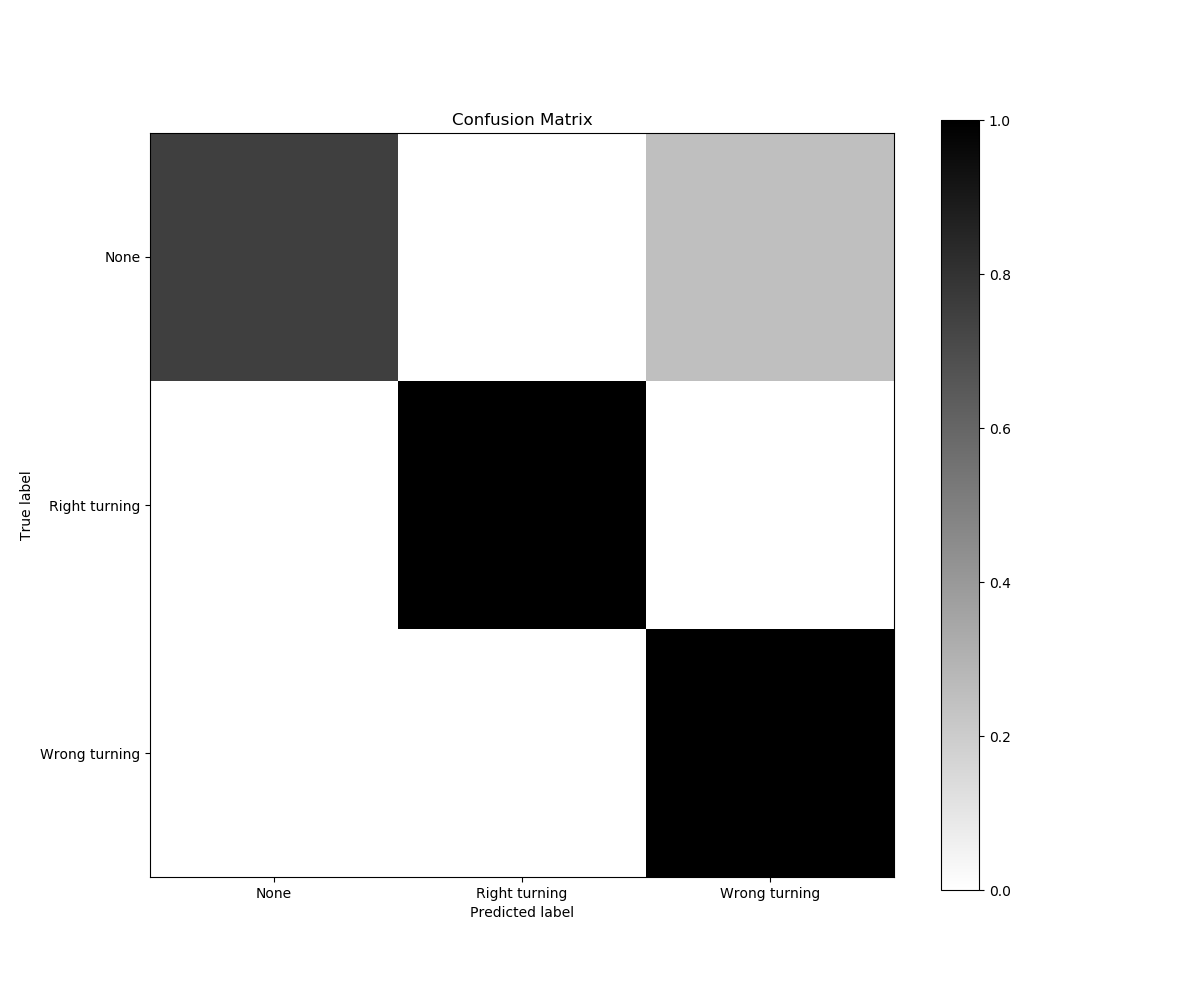 Confusion Matrix
True label
None
Right turning
Wrong turning
None
Right turning
Wrong turning
Predicted label
1.0
0.8
0.6
0.4
0.2
0.0